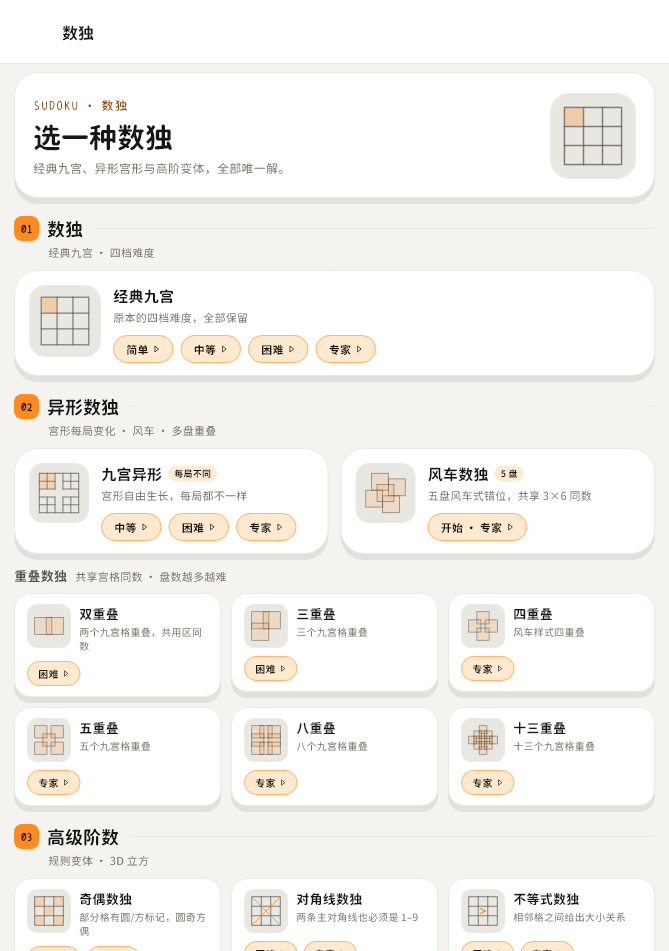 数独
SUDOKU · 数独
选一种数独
经典九宫、异形宫形与高阶变体，全部唯一解。
01 数独
经典九宫 · 四档难度
经典九宫
原本的四档难度，全部保留
简单 中等 困难 专家
02 异形数独
宫形每局变化 · 风车 · 多盘重叠
九宫异形 每局不同
宫形自由生长，每局都不一样
中等 困难 专家
风车数独 5 盘
五盘风车式错位，共享 3×6 同数
开始 · 专家
重叠数独 共享宫格同数 · 盘数越多越难
双重叠
两个九宫格重叠，共用区同
数
困难
三重叠
三个九宫格重叠
困难
四重叠
风车样式四重叠
专家
五重叠
五个九宫格重叠
专家
八重叠
八个九宫格重叠
专家
十三重叠
十三个九宫格重叠
专家
03 高级阶数
规则变体 · 3D 立方
奇偶数独
部分格有圆/方标记，圆奇方
偶
对角线数独
两条主对角线也必须是 1–9
不等式数独
相邻格之间给出大小关系